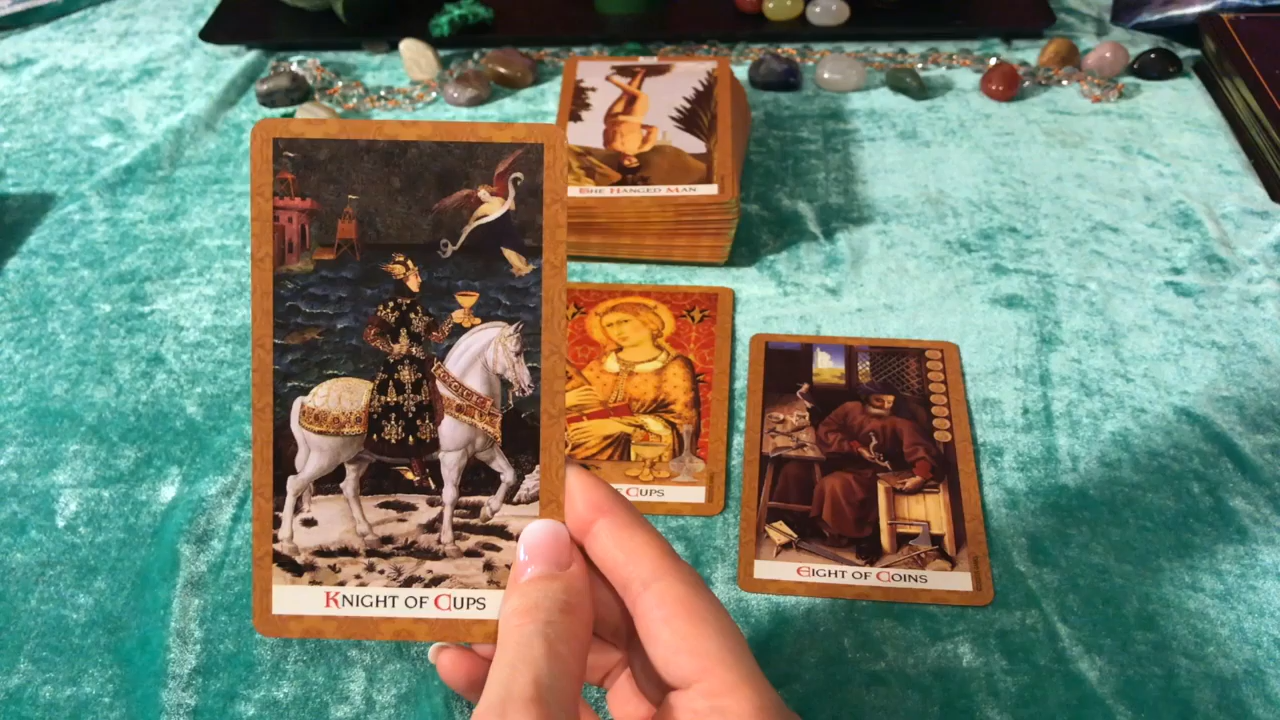 THE HANGED MAN
F CUPS
EIGHT OF COINS
KNIGHT OF CUPS